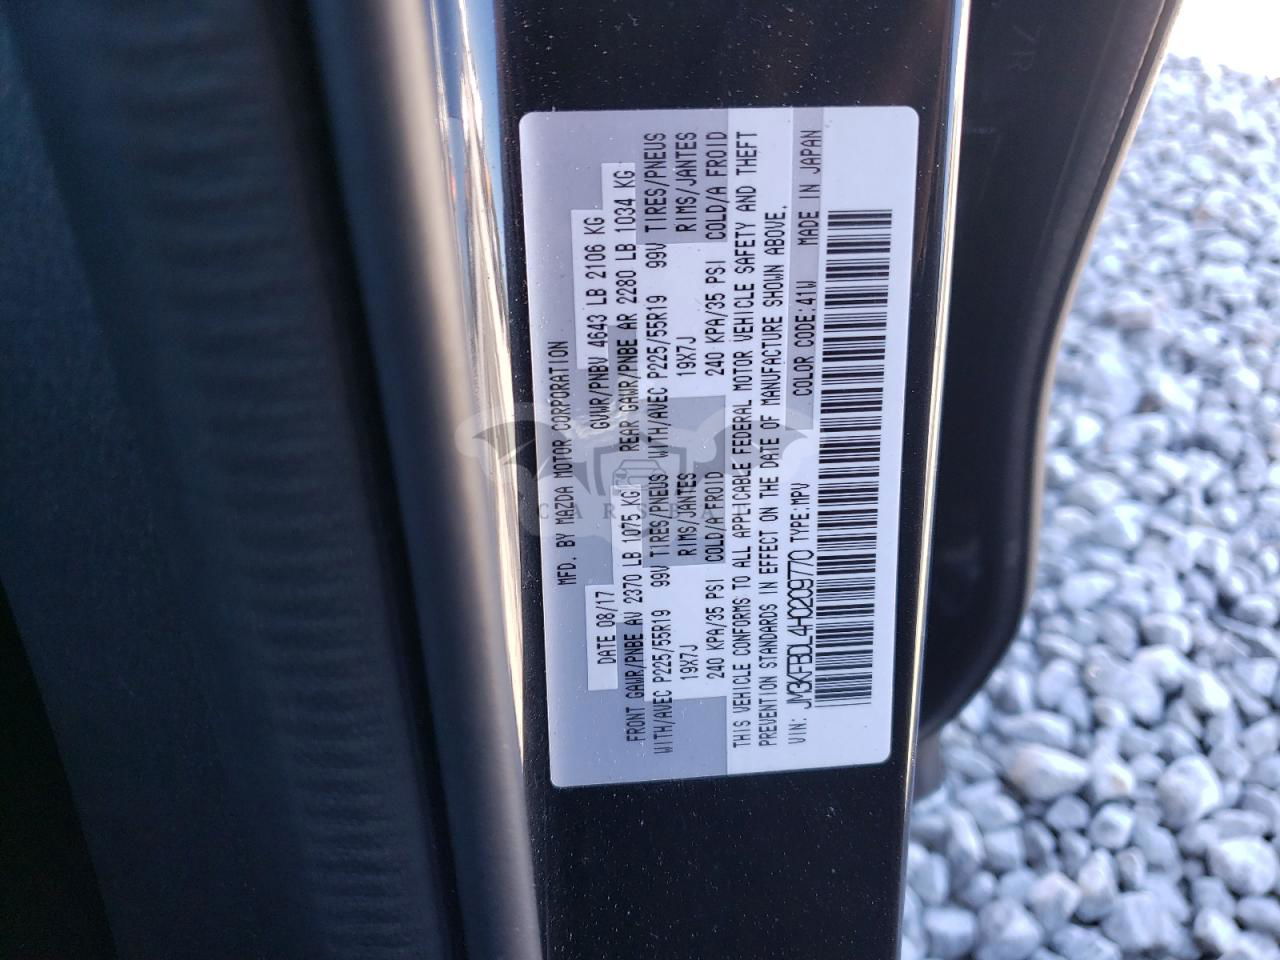 MFD. BY MAZDA MOTOR CORPORATION
DATE 08/17 GVWR/PNBV 4643 LB 2106 KG
FRONT GAWR/PNBE AV 2370 LB 1075 KG REAR GAWR/PNBE AR 2280 LB 1034 KG
WITH/AVEC P225/55R19 99V TIRES/PNEUS WITH/AVEC P225/55R19 99V TIRES/PNEUS
19X7J RIMS/JANTES 19X7J RIMS/JANTES
240 KPA/35 PSI COLD/A FROID 240 KPA/35 PSI COLD/A FROID
THIS VEHICLE CONFORMS TO ALL APPLICABLE FEDERAL MOTOR VEHICLE SAFETY AND THEFT
PREVENTION STANDARDS IN EFFECT ON THE DATE OF MANUFACTURE SHOWN ABOVE.
VIN: JM3KFBDL4H0209770 TYPE:MPV COLOR CODE:41W MADE IN JAPAN